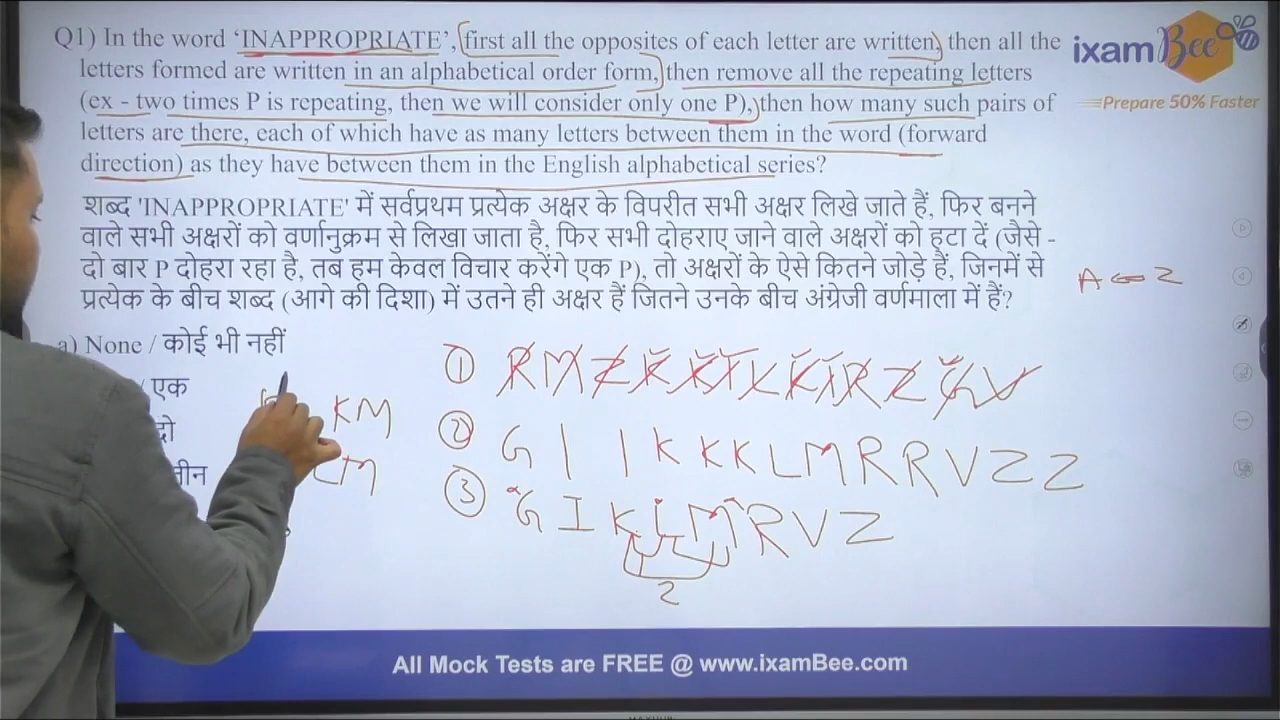 Q1) In the word ‘INAPPROPRIATE’, first all the opposites of each letter are written, then all the
letters formed are written in an alphabetical order form, then remove all the repeating letters
(ex - two times P is repeating, then we will consider only one P), then how many such pairs of
letters are there, each of which have as many letters between them in the word (forward
direction) as they have between them in the English alphabetical series?
ixamBee
Prepare 50% Faster
शब्द 'INAPPROPRIATE' में सर्वप्रथम प्रत्येक अक्षर के विपरीत सभी अक्षर लिखे जाते हैं, फिर बनने
वाले सभी अक्षरों को वर्णानुक्रम से लिखा जाता है, फिर सभी दोहराए जाने वाले अक्षरों को हटा दें (जैसे -
दो बार P दोहरा रहा है, तब हम केवल विचार करेंगे एक P), तो अक्षरों के ऐसे कितने जोड़े हैं, जिनमें से
प्रत्येक के बीच शब्द (आगे की दिशा) में उतने ही अक्षर हैं जितने उनके बीच अंग्रेजी वर्णमाला में हैं?
A Z
a) None / कोई भी नहीं
/ एक
KM
LM
1 R M Z K K I L K I R Z G V
2 G I I K K K L M R R V Z Z
3 G I K L M R V Z
2
All Mock Tests are FREE @ www.ixamBee.com